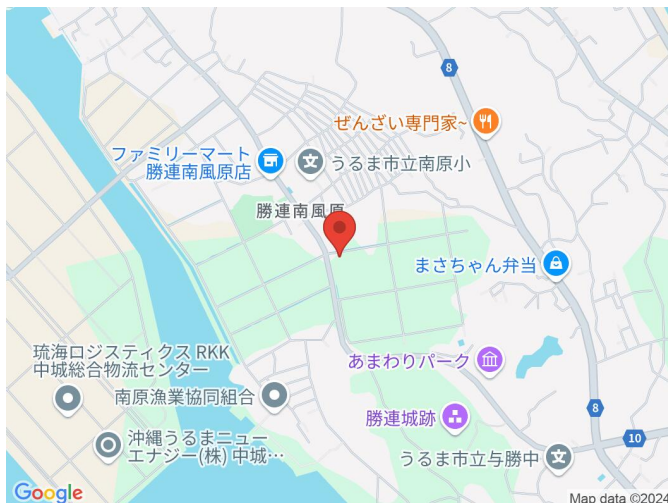 8
ぜんざい専門家~
ファミリーマート
勝連南風原店
うるま市立南原小
勝連南風原
まさちゃん弁当
琉海ロジスティクス RKK
中城総合物流センター
あまわりパーク
南原漁業協同組合
勝連城跡
8
10
沖縄うるまニュー
エナジー(株) 中城…
うるま市立与勝中
Google
Map data ©2024